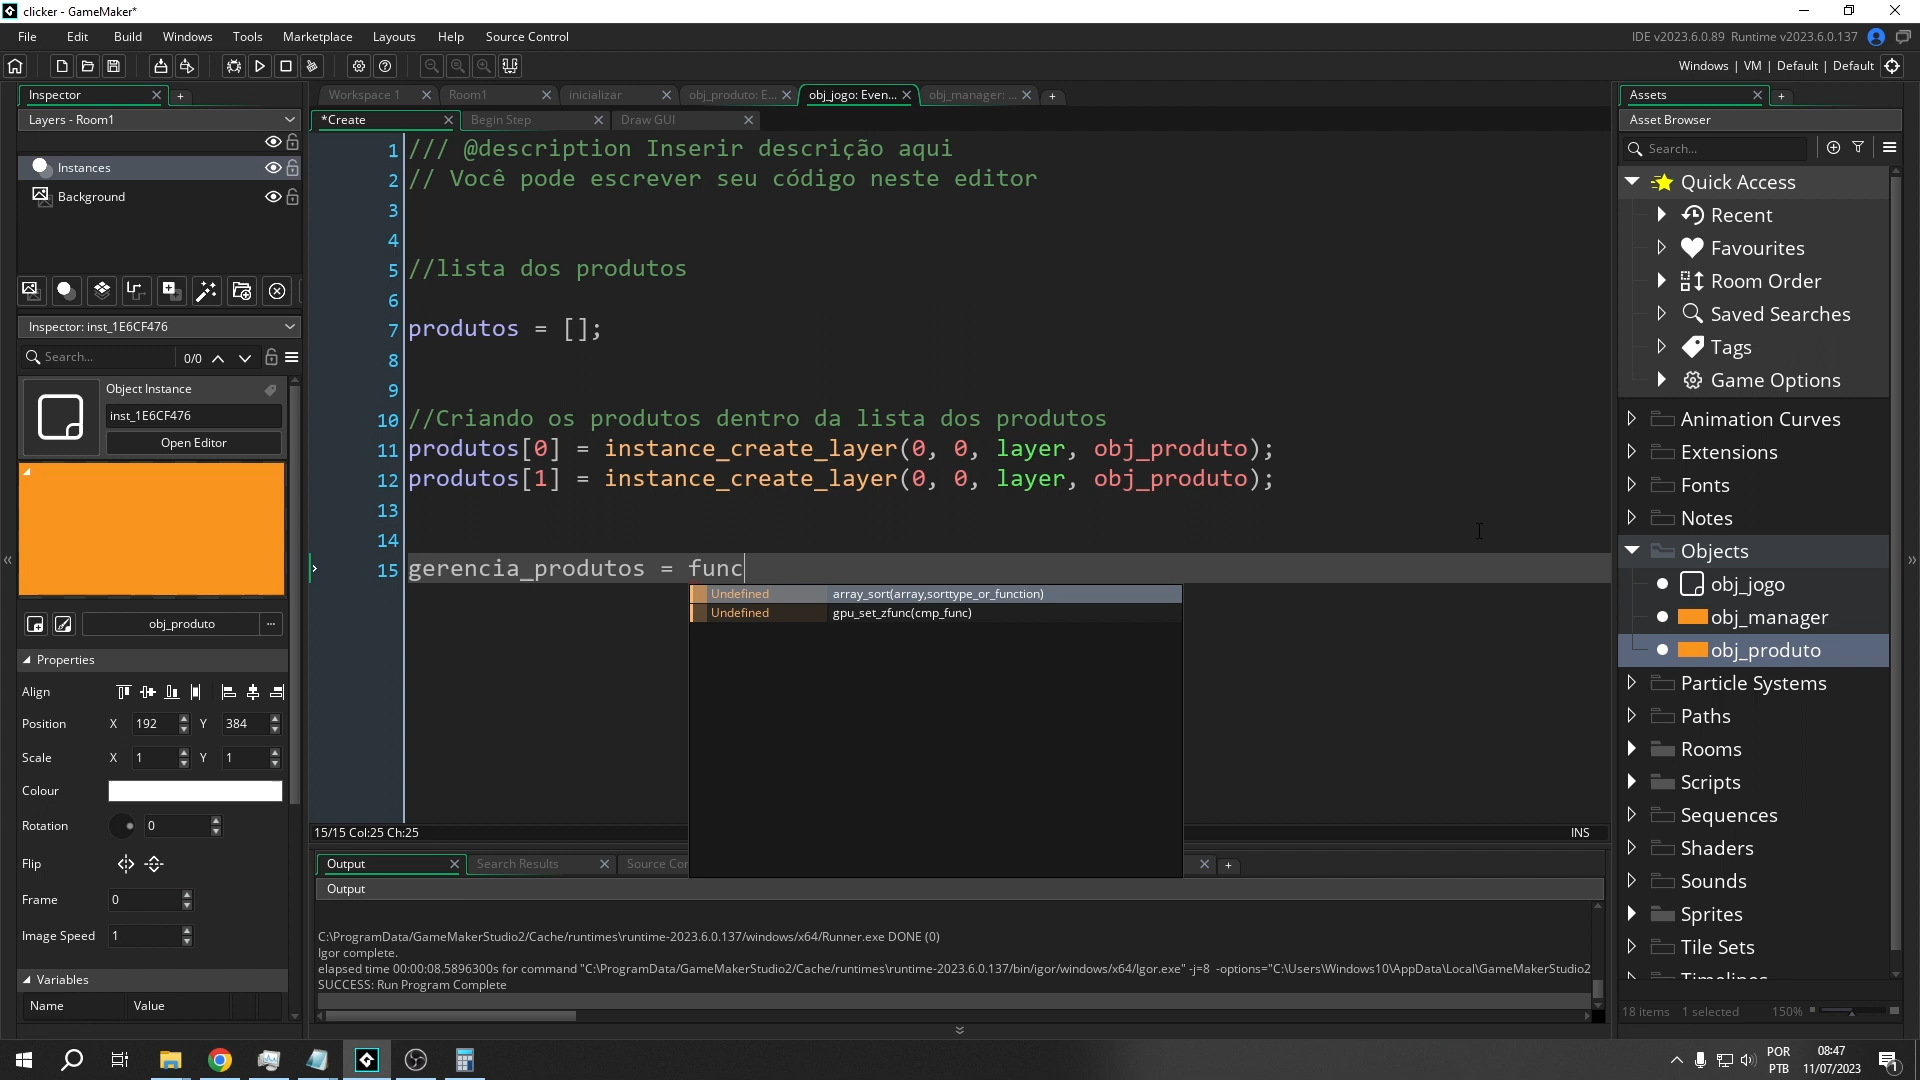 clicker - GameMaker*
File Edit Build Windows Tools Marketplace Layouts Help Source Control
IDE v2023.6.0.89 Runtime v2023.6.0.137
Windows | VM | Default | Default
Inspector
Layers - Room1
Instances
Background
Inspector: inst_1E6CF476
Search... 0/0
Object Instance
inst_1E6CF476
Open Editor
obj_produto ...
Properties
Align
Position X 192 Y 384
Scale X 1 Y 1
Colour
Rotation 0
Flip
Frame 0
Image Speed 1
Variables
Name Value
Workspace 1 Room1 inicializar obj_produto: E... obj_jogo: Even... obj_manager: ...
*Create Begin Step Draw GUI
1 /// @description Inserir descrição aqui
2 // Você pode escrever seu código neste editor
3
4
5 //lista dos produtos
6
7 produtos = [];
8
9
10 //Criando os produtos dentro da lista dos produtos
11 produtos[0] = instance_create_layer(0, 0, layer, obj_produto);
12 produtos[1] = instance_create_layer(0, 0, layer, obj_produto);
13
14
15 gerencia_produtos = func
Undefined array_sort(array,sorttype_or_function)
Undefined gpu_set_zfunc(cmp_func)
15/15 Col:25 Ch:25 INS
Output Search Results Source Con
Output
C:\ProgramData/GameMakerStudio2/Cache/runtimes\runtime-2023.6.0.137/windows/x64/Runner.exe DONE (0)
Igor complete.
elapsed time 00:00:08.5896300s for command "C:\ProgramData/GameMakerStudio2/Cache/runtimes\runtime-2023.6.0.137/bin/igor/windows/x64/Igor.exe" -j=8 -options="C:\Users\Windows10\AppData\Local\GameMakerStudio2
SUCCESS: Run Program Complete
Assets
Asset Browser
Search...
Quick Access
Recent
Favourites
Room Order
Saved Searches
Tags
Game Options
Animation Curves
Extensions
Fonts
Notes
Objects
obj_jogo
obj_manager
obj_produto
Particle Systems
Paths
Rooms
Scripts
Sequences
Shaders
Sounds
Sprites
Tile Sets
Timelines
18 items 1 selected 150%
POR
PTB
08:47
11/07/2023
1